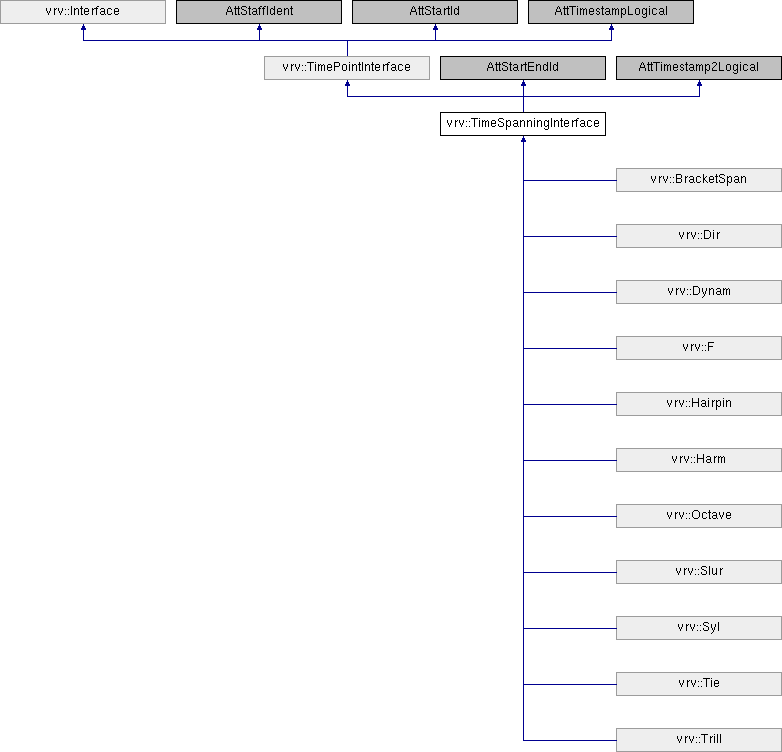 vrv::Interface
AttStaffIdent
AttStartId
AttTimestampLogical
vrv::TimePointInterface
AttStartEndId
AttTimestamp2Logical
vrv::TimeSpanningInterface
vrv::BracketSpan
vrv::Dir
vrv::Dynam
vrv::F
vrv::Hairpin
vrv::Harm
vrv::Octave
vrv::Slur
vrv::Syl
vrv::Tie
vrv::Trill